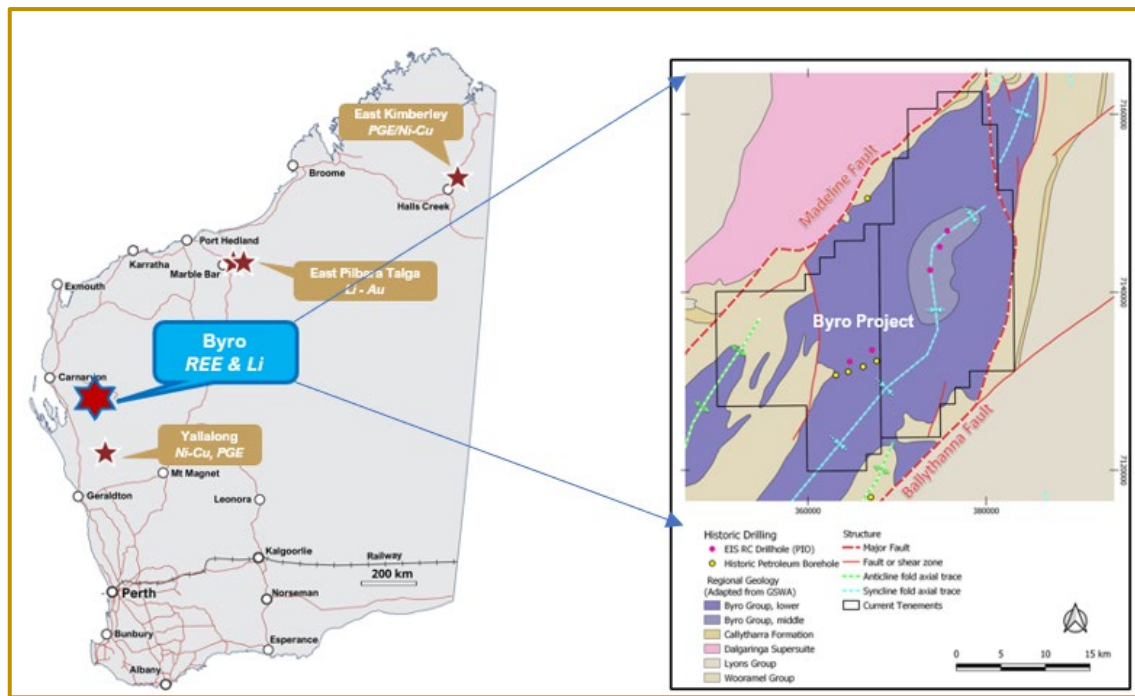 East Kimberley
PGE/Ni-Cu
Broome
Halls Creek
Port Hedland
Karratha
Marble Bar
Exmouth
East Pilbara Talga
Li - Au
Byro
REE & Li
Carnarvon
Yallalong
Ni-Cu, PGE
Mt Magnet
Geraldton
Leonora
Kalgoorlie
Railway
200 km
Perth
Norseman
Bunbury
Esperance
Albany
7160000
Madeline Fault
7140000
Byro Project
Ballythanna Fault
7120000
360000
380000
Historic Drilling
EIS RC Drillhole (PIO)
Historic Petroleum Borehole
Regional Geology
(Adapted from GSWA)
Byro Group, lower
Byro Group, middle
Callytharra Formation
Dalgaringa Supersuite
Lyons Group
Wooramel Group
Structure
Major Fault
Fault or shear zone
Anticline fold axial trace
Syncline fold axial trace
Current Tenements
0 5 10 15 km